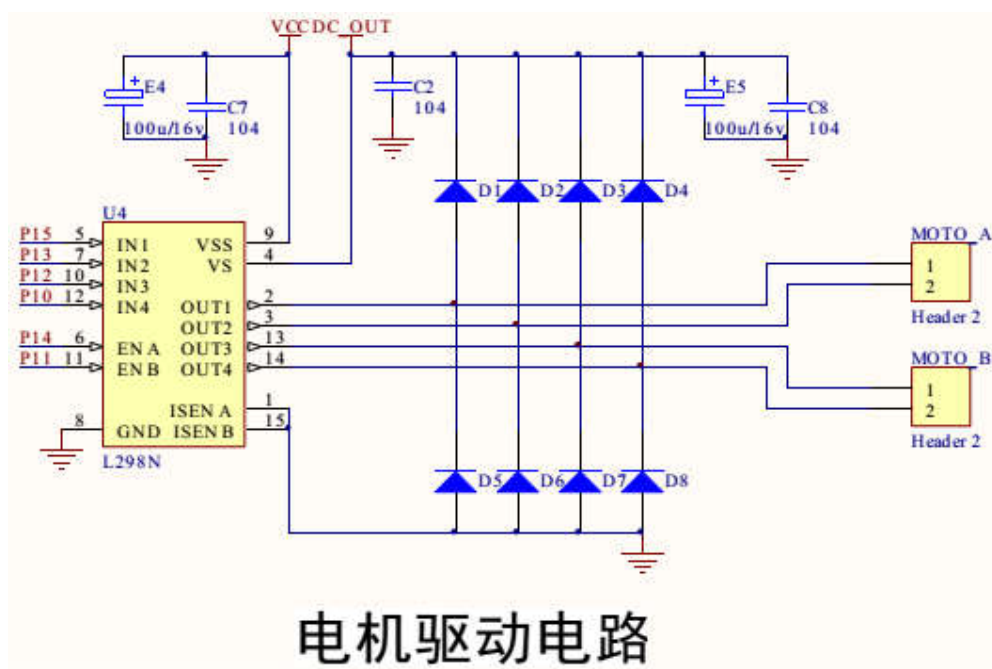 VCC DC_OUT
E4
C7
100u/16v
104
C2
104
E5
C8
100u/16v
104
D1 D2 D3 D4
U4
P15 5 IN1 VSS 9
P13 7 IN2 VS 4
P12 10 IN3
P10 12 IN4 OUT1 2
OUT2 3
P14 6 EN A OUT3 13
P11 11 EN B OUT4 14
ISEN A 1
8 GND ISEN B 15
L298N
MOTO_A
1
2
Header 2
MOTO_B
1
2
Header 2
D5 D6 D7 D8
电机驱动电路